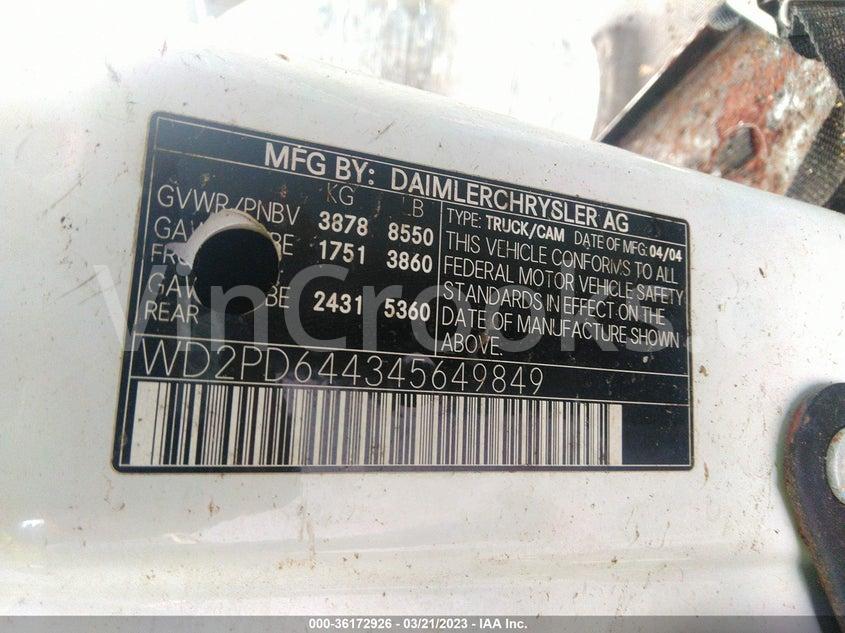 MFG BY: DAIMLERCHRYSLER AG
KG LB
GVWR/PNBV 3878 8550
1751 3860
REAR 2431 5360
TYPE: TRUCK/CAM DATE OF MFG: 04/04
THIS VEHICLE CONFORMS TO ALL
FEDERAL MOTOR VEHICLE SAFETY
STANDARDS IN EFFECT ON THE
DATE OF MANUFACTURE SHOWN
ABOVE.
WD2PD644345649849
VinCrooks.com
000-36172926 - 03/21/2023 - IAA Inc.